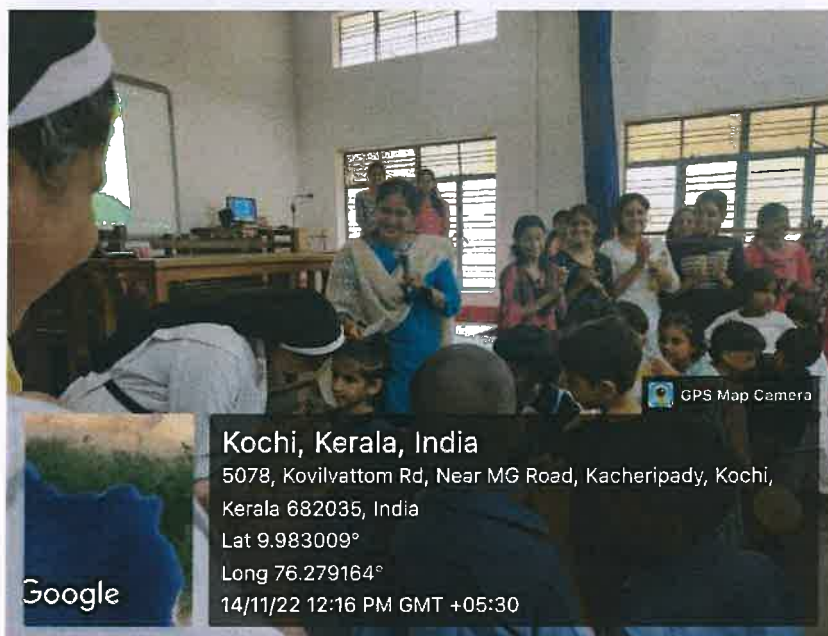 GPS Map Camera
Kochi, Kerala, India
5078, Kovilvattom Rd, Near MG Road, Kacheripady, Kochi,
Kerala 682035, India
Lat 9.983009°
Long 76.279164°
14/11/22 12:16 PM GMT +05:30
Google